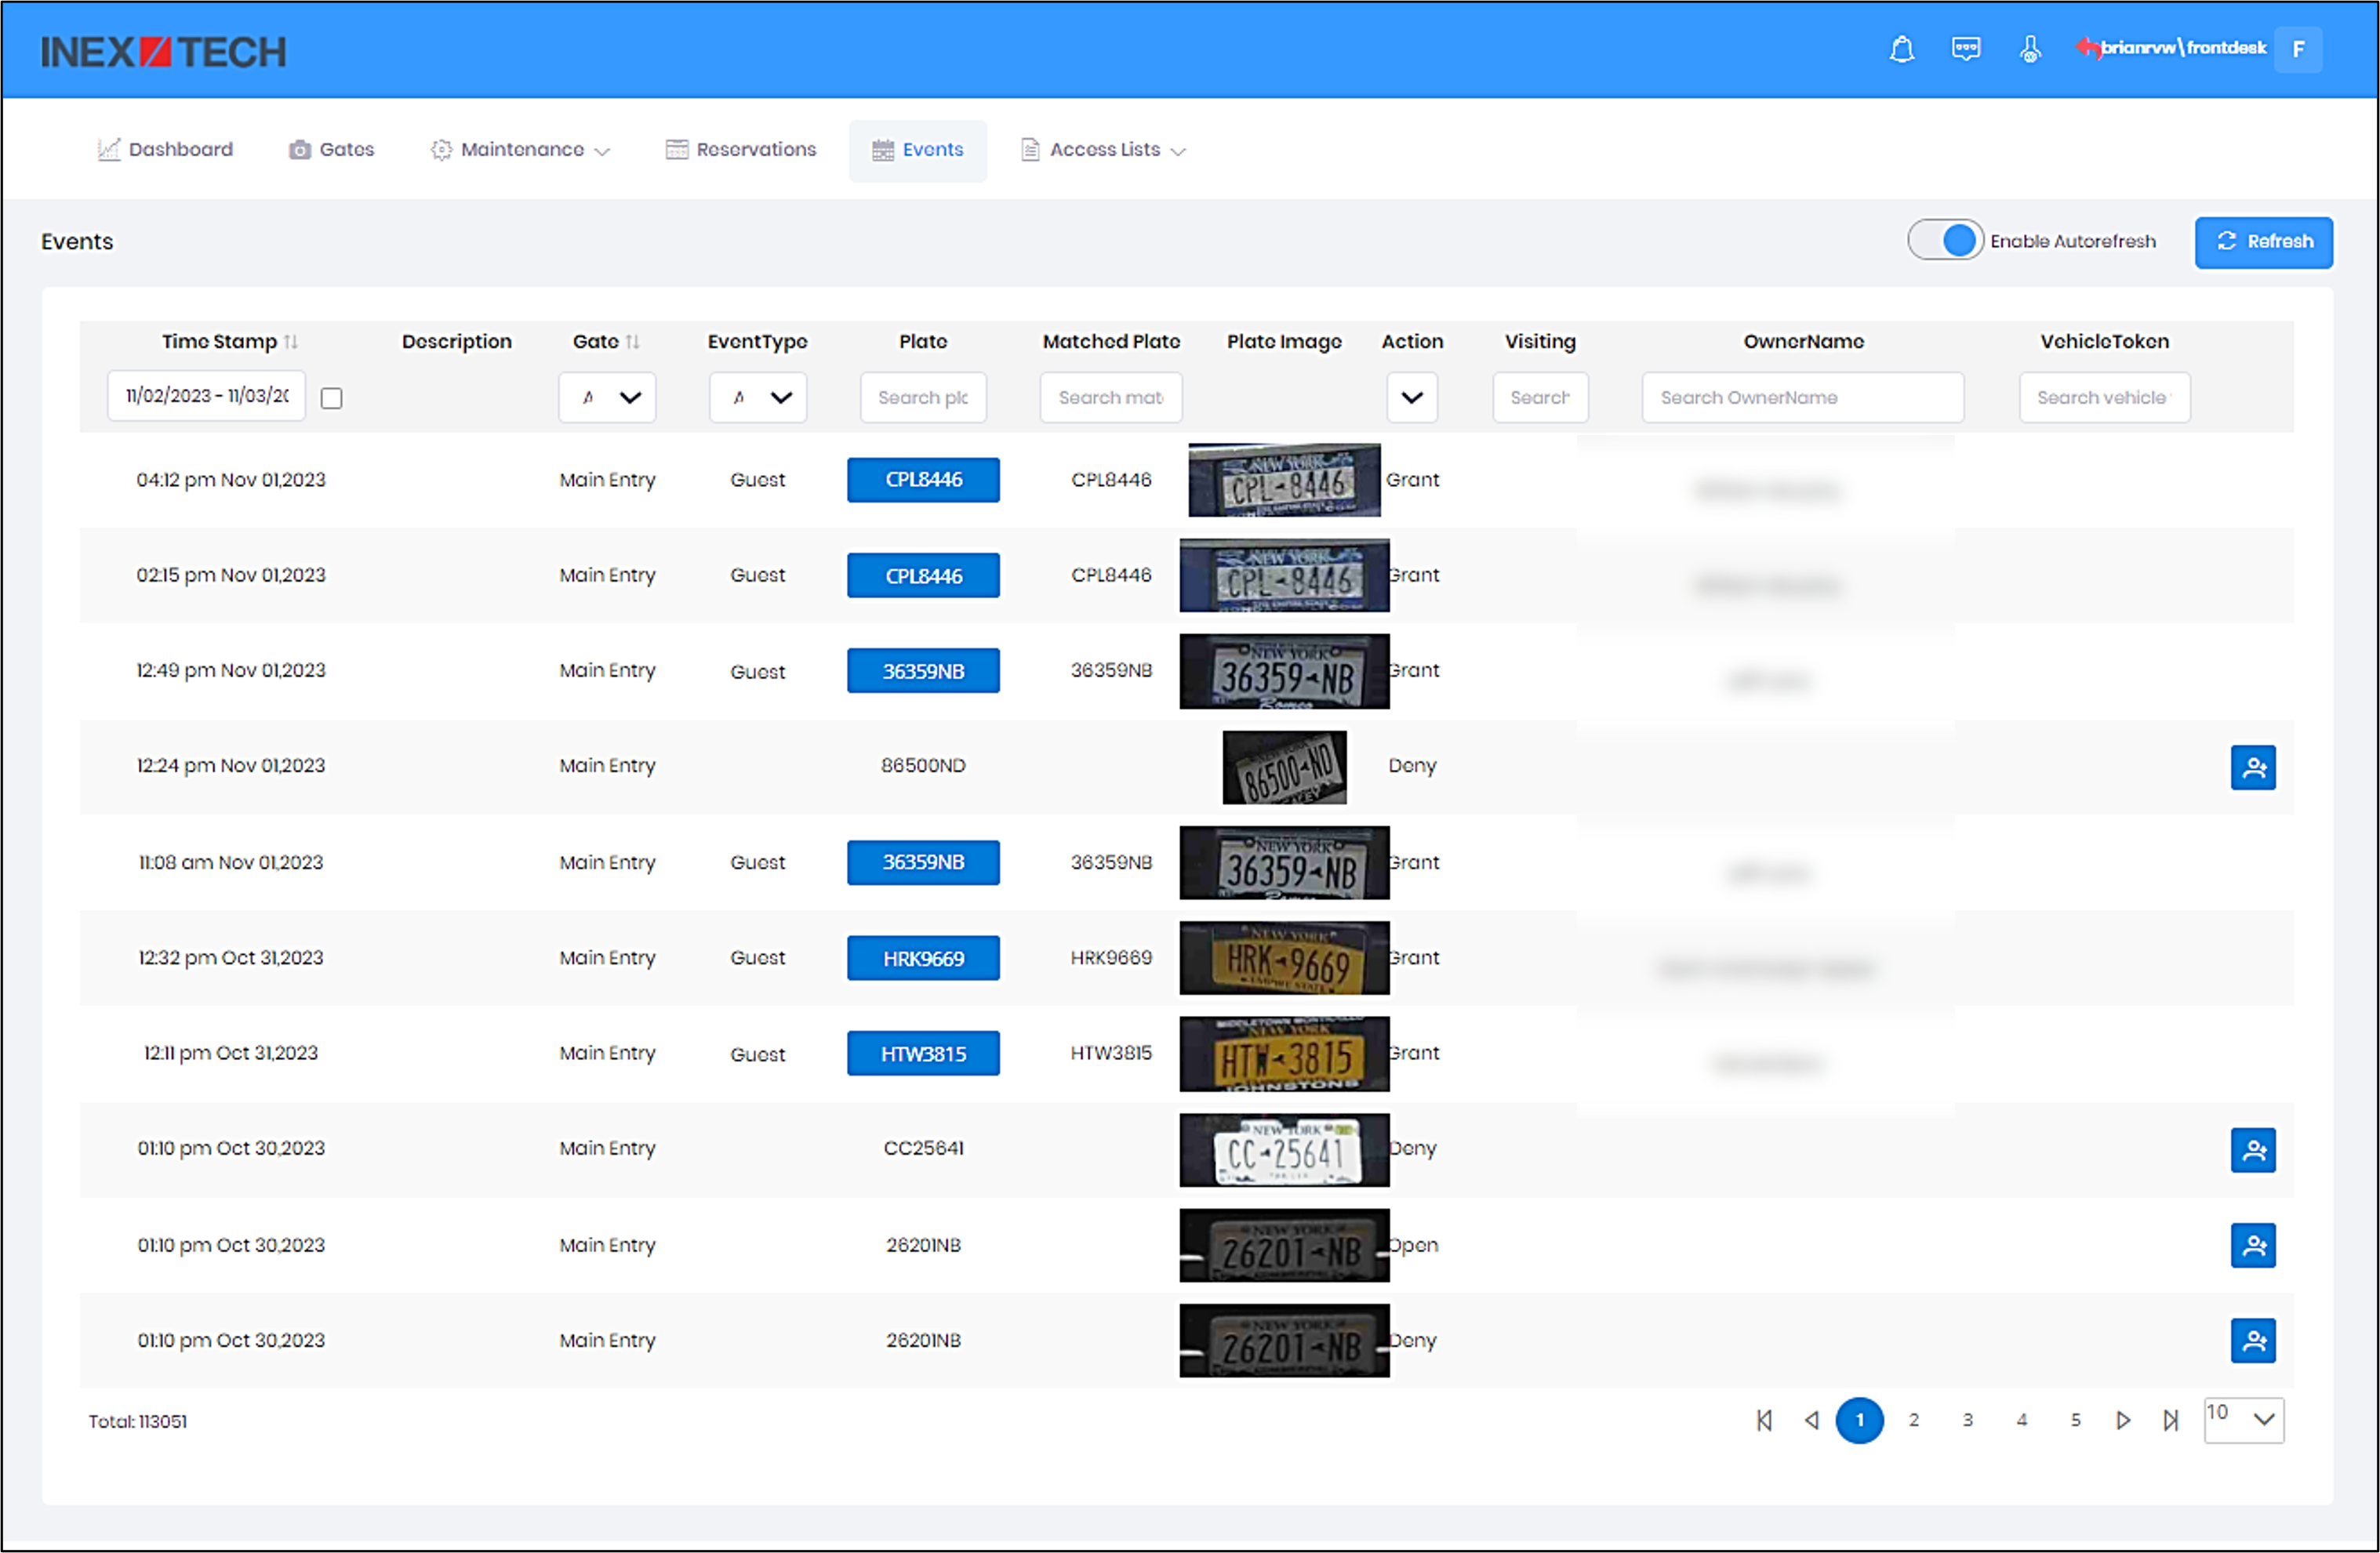 INEX TECH
brianrvw\frontdesk F
Dashboard Gates Maintenance Reservations Events Access Lists
Events Enable Autorefresh Refresh
Time Stamp Description Gate EventType Plate Matched Plate Plate Image Action Visiting OwnerName VehicleToken
11/02/2023 - 11/03/20 A A Search plc Search mat Search Search OwnerName Search vehicle
04:12 pm Nov 01,2023 Main Entry Guest CPL8446 CPL8446 NEW YORK CPL-8446 Grant
02:15 pm Nov 01,2023 Main Entry Guest CPL8446 CPL8446 NEW YORK CPL-8446 Grant
12:49 pm Nov 01,2023 Main Entry Guest 36359NB 36359NB NEW YORK 36359-NB Grant
12:24 pm Nov 01,2023 Main Entry 86500ND 86500-ND Deny
11:08 am Nov 01,2023 Main Entry Guest 36359NB 36359NB NEW YORK 36359-NB Grant
12:32 pm Oct 31,2023 Main Entry Guest HRK9669 HRK9669 NEW YORK HRK-9669 EMPIRE STATE Grant
12:11 pm Oct 31,2023 Main Entry Guest HTW3815 HTW3815 MIDDLETOWN MONTICELLO NEW YORK HTW-3815 JOHNSTONS Grant
01:10 pm Oct 30,2023 Main Entry CC25641 NEW YORK CC-25641 Deny
01:10 pm Oct 30,2023 Main Entry 26201NB NEW YORK 26201-NB Open
01:10 pm Oct 30,2023 Main Entry 26201NB NEW YORK 26201-NB Deny
Total: 113051 1 2 3 4 5 10